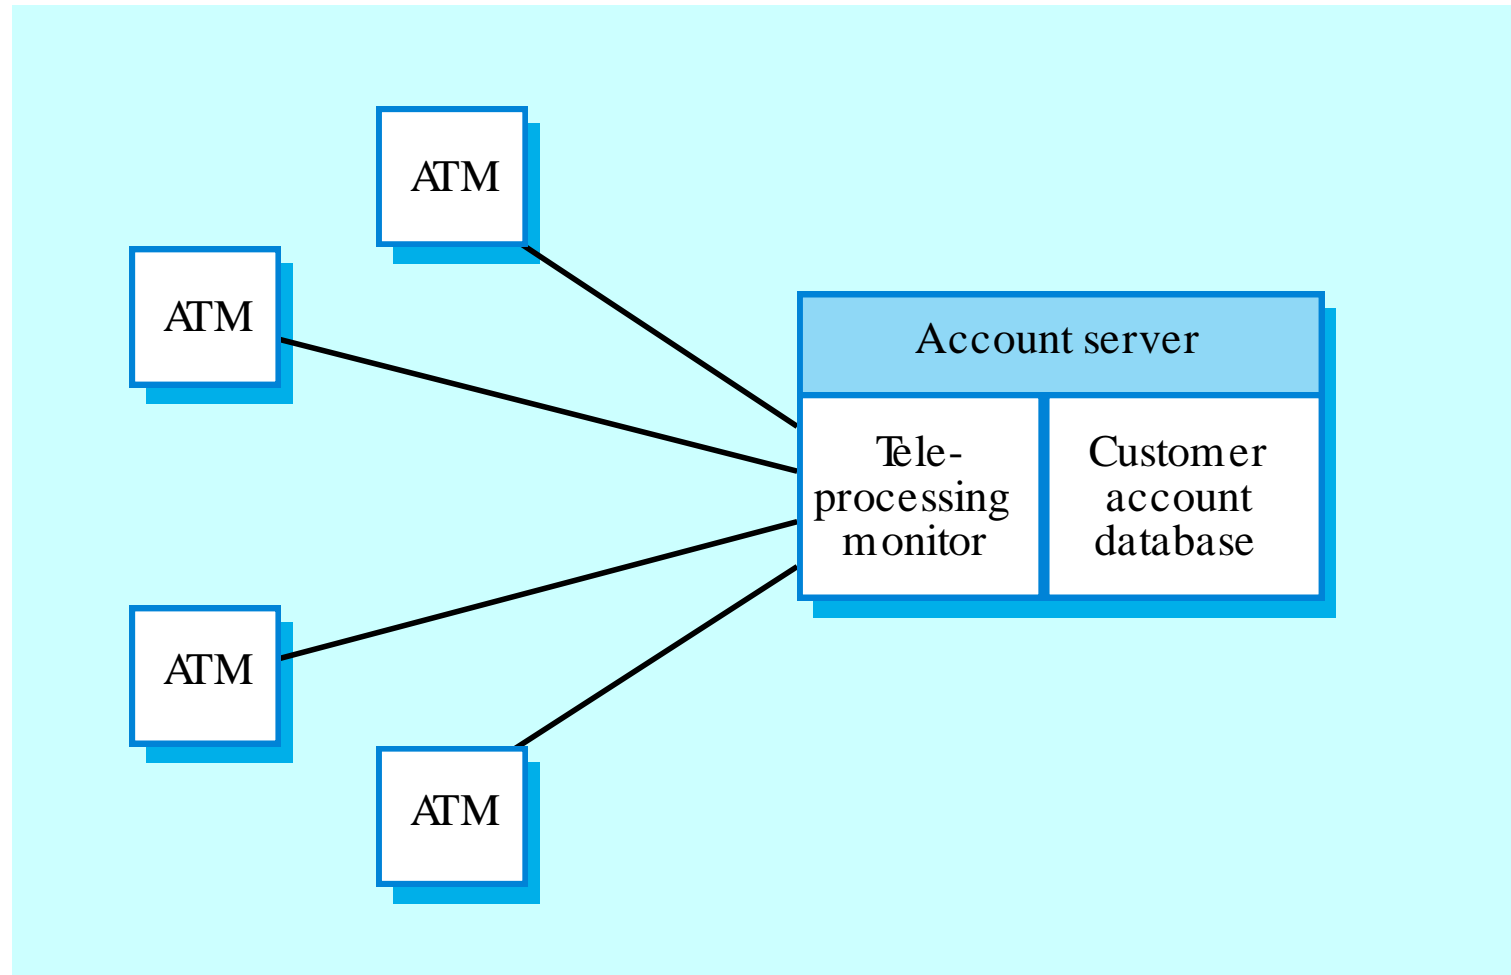 ATM
ATM
Account server
Tele-
processing
monitor
Customer
account
database
ATM
ATM